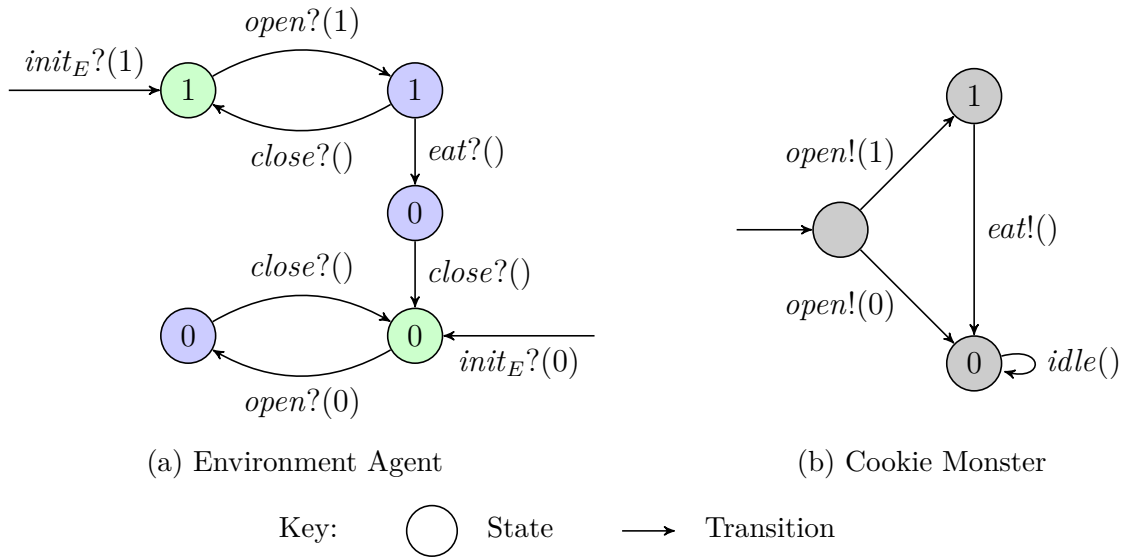 open?(1)
init_E?(1)
1
1
close?()
eat?()
0
close?()
close?()
0
0
init_E?(0)
open?(0)
(a) Environment Agent
1
open!(1)
eat!()
open!(0)
0
idle()
(b) Cookie Monster
Key:
State
Transition